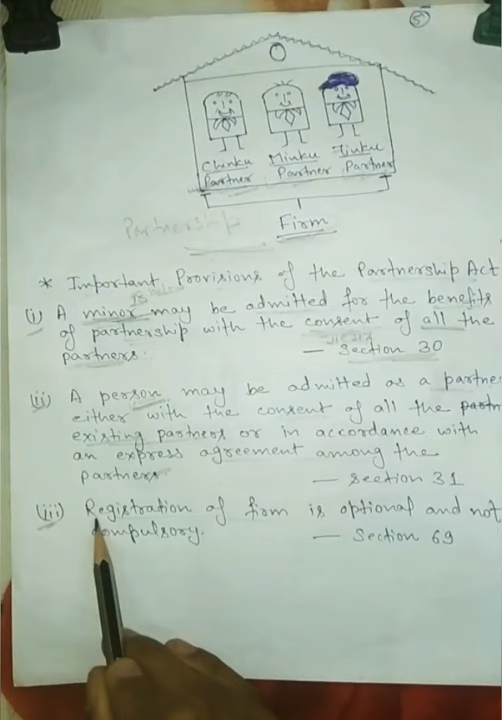 5
Chinku Minku Tinku
Partner Partner Partner
Partnership
Firm
* Important Provisions of the Partnership Act
(i) A minor may be admitted for the benefits
of partnership with the consent of all the
partners. — Section 30
(ii) A person may be admitted as a partne
either with the consent of all the partn
existing partners or in accordance with
an express agreement among the
partners — section 31
(iii) Registration of firm is optional and not
compulsory. — Section 69